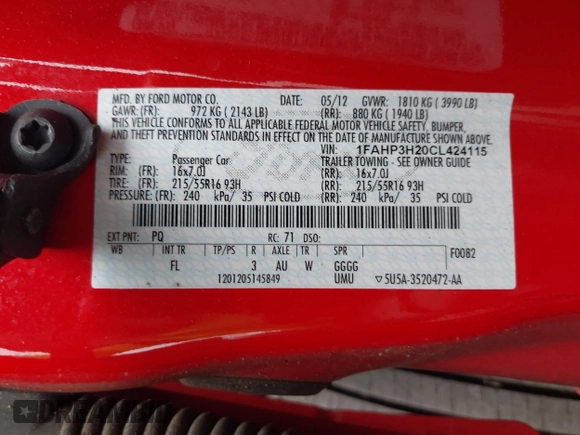 MFD. BY FORD MOTOR CO. DATE: 05/12 GVWR: 1810 KG ( 3990 LB)
GAWR: (FR): 972 KG ( 2143 LB) (RR): 880 KG ( 1940 LB)
THIS VEHICLE CONFORMS TO ALL APPLICABLE FEDERAL MOTOR VEHICLE SAFETY, BUMPER,
AND THEFT PREVENTION STANDARDS IN EFFECT ON THE DATE OF MANUFACTURE SHOWN ABOVE.
VIN: 1FAHP3H20CL424115
TYPE: Passenger Car TRAILER TOWING - SEE OWNER GUIDE
RIM: (FR): 16x7.0J (RR): 16x7.0J
TIRE: (FR): 215/55R16 93H (RR): 215/55R16 93H
PRESSURE: (FR): 240 kPa/ 35 PSI COLD (RR): 240 kPa/ 35 PSI COLD
EXT PNT: PQ RC: 71 DSO: F0082
WB INT TR TP/PS R AXLE TR SPR
FL 3 AU W GGGG
1201205145849 UMU ▽5U5A-3520472-AA
DREAMBID